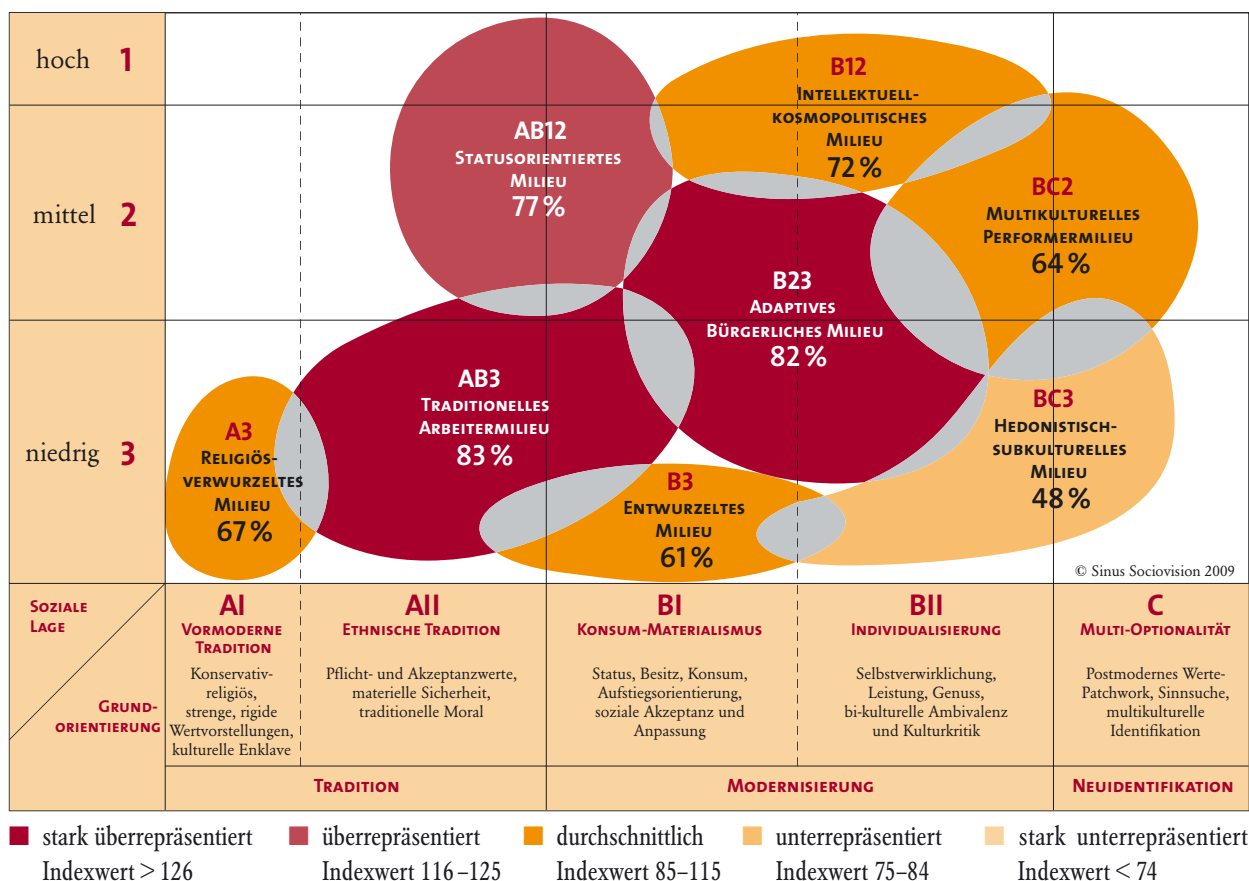 hoch 1
mittel 2
niedrig 3
AB12
Statusorientiertes
Milieu
77 %
B12
Intellektuell-
kosmopolitisches
Milieu
72 %
BC2
Multikulturelles
Performermilieu
64 %
B23
Adaptives
Bürgerliches Milieu
82 %
AB3
Traditionelles
Arbeitermilieu
83 %
A3
Religiös-
verwurzeltes
Milieu
67 %
B3
Entwurzeltes
Milieu
61 %
BC3
Hedonistisch-
subkulturelles
Milieu
48 %
© Sinus Sociovision 2009
Soziale
Lage
Grund-
orientierung
AI
Vormoderne
Tradition
Konservativ-
religiös,
strenge, rigide
Wertvorstellungen,
kulturelle Enklave
AII
Ethnische Tradition
Pflicht- und Akzeptanzwerte,
materielle Sicherheit,
traditionelle Moral
BI
Konsum-Materialismus
Status, Besitz, Konsum,
Aufstiegsorientierung,
soziale Akzeptanz und
Anpassung
BII
Individualisierung
Selbstverwirklichung,
Leistung, Genuss,
bi-kulturelle Ambivalenz
und Kulturkritik
C
Multi-Optionalität
Postmodernes Werte-
Patchwork, Sinnsuche,
multikulturelle
Identifikation
Tradition
Modernisierung
Neuidentifikation
stark überrepräsentiert
Indexwert > 126
überrepräsentiert
Indexwert 116–125
durchschnittlich
Indexwert 85–115
unterrepräsentiert
Indexwert 75–84
stark unterrepräsentiert
Indexwert < 74